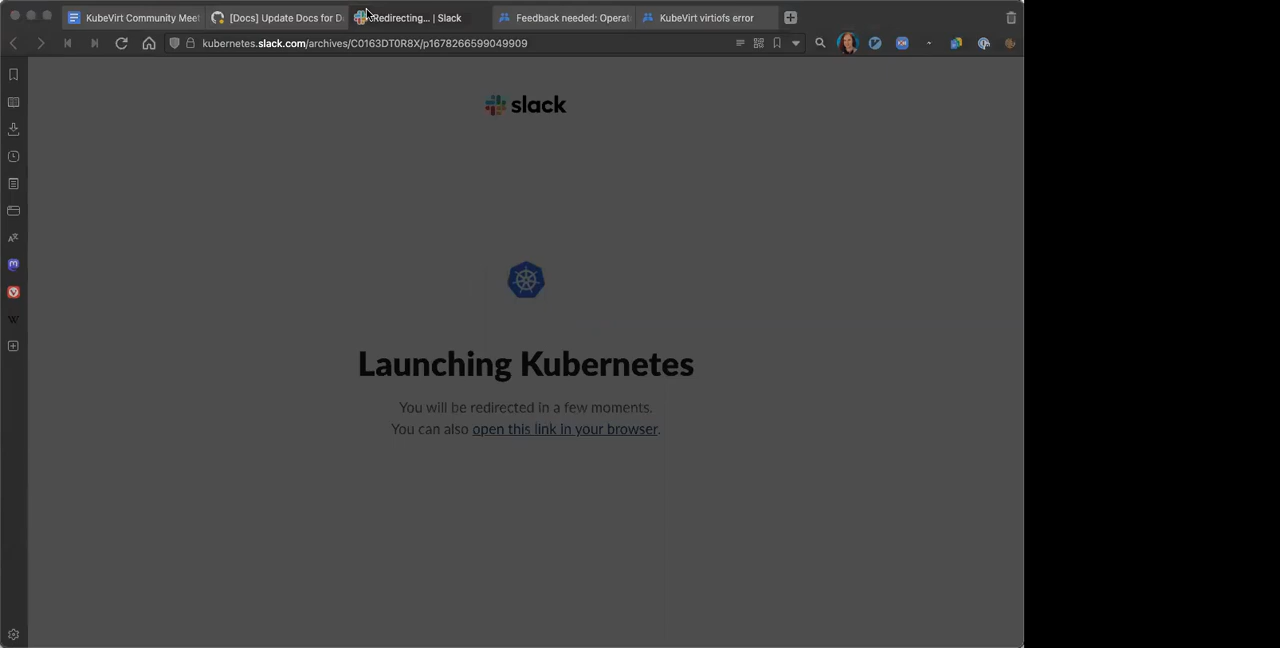 KubeVirt Community Meet
[Docs] Update Docs for D
Redirecting... | Slack
Feedback needed: Operat
KubeVirt virtiofs error
kubernetes.slack.com/archives/C0163DT0R8X/p1678266599049909
slack
Launching Kubernetes
You will be redirected in a few moments.
You can also open this link in your browser.